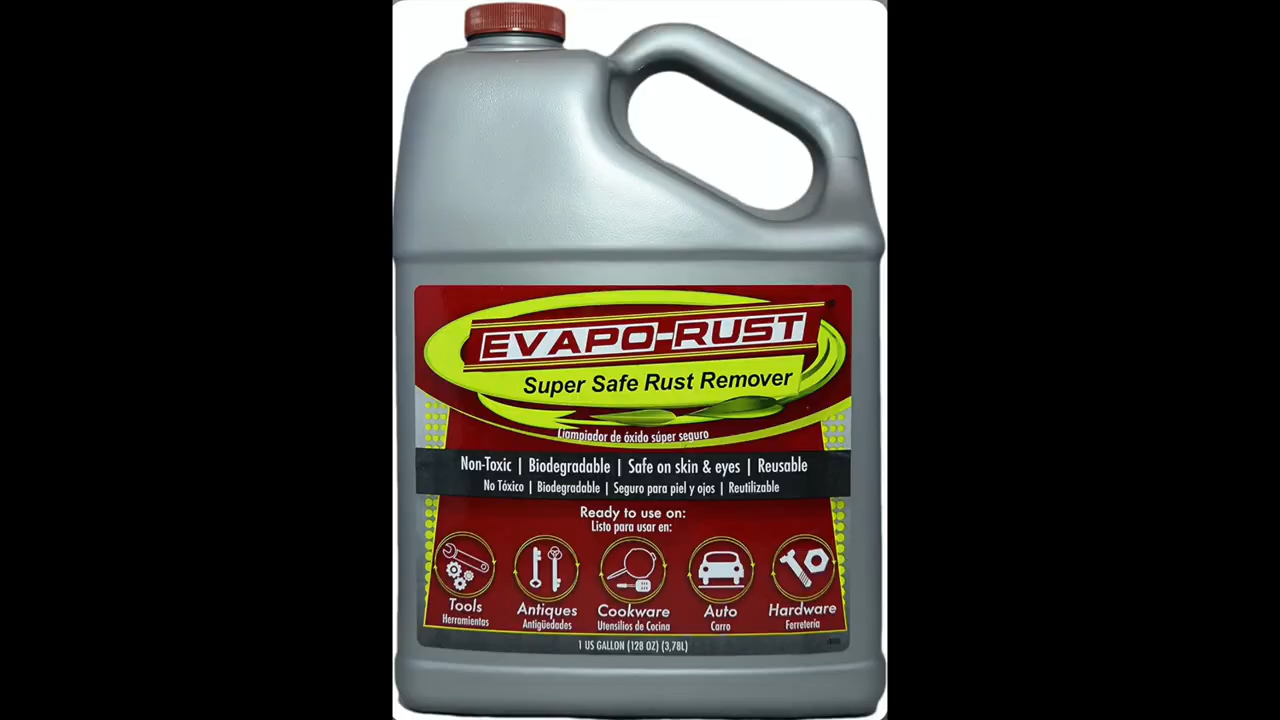 EVAPO-RUST
Super Safe Rust Remover
Liampiador de óxido súper seguro
Non-Toxic | Biodegradable | Safe on skin & eyes | Reusable
No Tóxico | Biodegradable | Seguro para piel y ojos | Reutilizable
Ready to use on:
Listo para usar en:
Tools
Herramientas
Antiques
Antigüedades
Cookware
Utensilios de Cocina
Auto
Carro
Hardware
Ferretería
1 US GALLON (128 OZ) (3,78L)